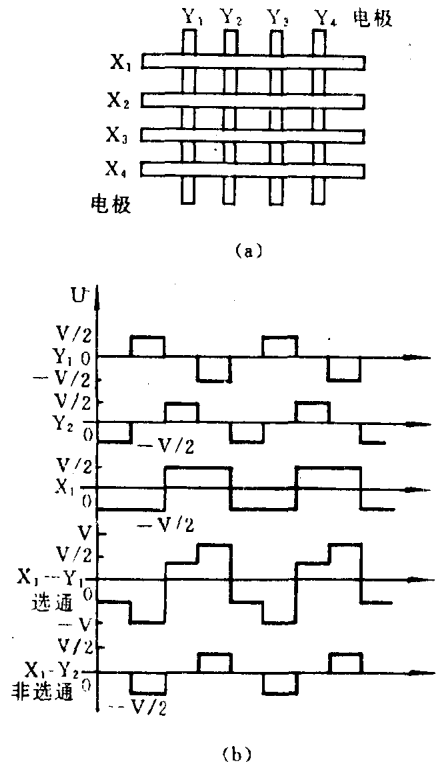 Y₁ Y₂ Y₃ Y₄ 电极
X₁
X₂
X₃
X₄
电极
(a)
U
V/2
Y₁ 0
-V/2
V/2
Y₂ 0
-V/2
V/2
X₁ 0
-V/2
V
V/2
X₁-Y₁ 0
选通
-V
V/2
X₁-Y₂ 0
非选通
-V/2
(b)